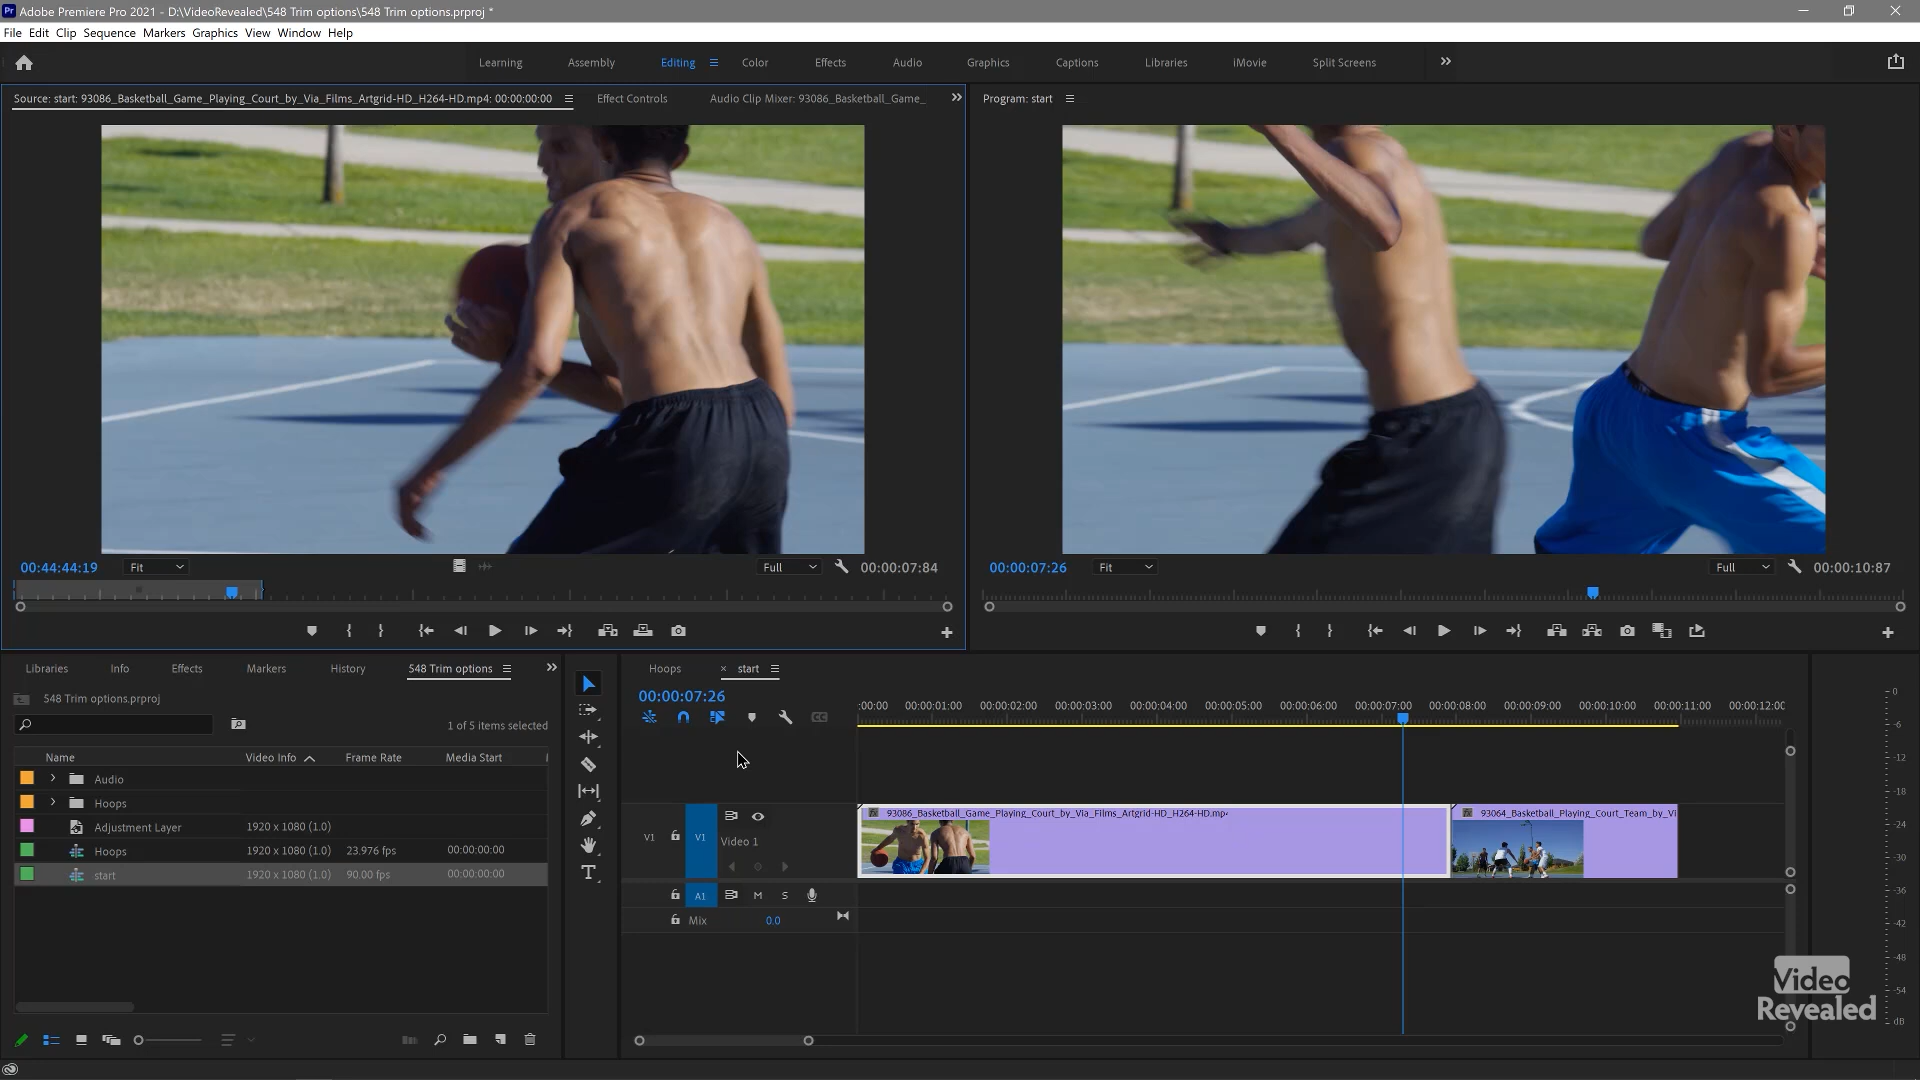 Adobe Premiere Pro 2021 - D:\VideoRevealed\548 Trim options\548 Trim options.prproj *
File Edit Clip Sequence Markers Graphics View Window Help
Learning Assembly Editing Color Effects Audio Graphics Captions Libraries iMovie Split Screens
Source: start: 93086_Basketball_Game_Playing_Court_by_Via_Films_Artgrid-HD_H264-HD.mp4: 00:00:00:00 Effect Controls Audio Clip Mixer: 93086_Basketball_Game_
Program: start
00:44:44:19 Fit Full 00:00:07:84
00:00:07:26 Fit Full 00:00:10:87
Libraries Info Effects Markers History 548 Trim options
548 Trim options.prproj
1 of 5 items selected
Name Video Info Frame Rate Media Start
Audio
Hoops
Adjustment Layer 1920 x 1080 (1.0)
Hoops 1920 x 1080 (1.0) 23.976 fps 00:00:00:00
start 1920 x 1080 (1.0) 90.00 fps 00:00:00:00
Hoops × start
00:00:07:26
:00:00 00:00:01:00 00:00:02:00 00:00:03:00 00:00:04:00 00:00:05:00 00:00:06:00 00:00:07:00 00:00:08:00 00:00:09:00 00:00:10:00 00:00:11:00 00:00:12:00
93086_Basketball_Game_Playing_Court_by_Via_Films_Artgrid-HD_H264-HD.mp4
93064_Basketball_Playing_Court_Team_by_Vi
V1 V1 Video 1
A1 M S
Mix 0.0
0
-6
-12
-18
-24
-30
-36
-42
-48
-54
dB
Video
Revealed